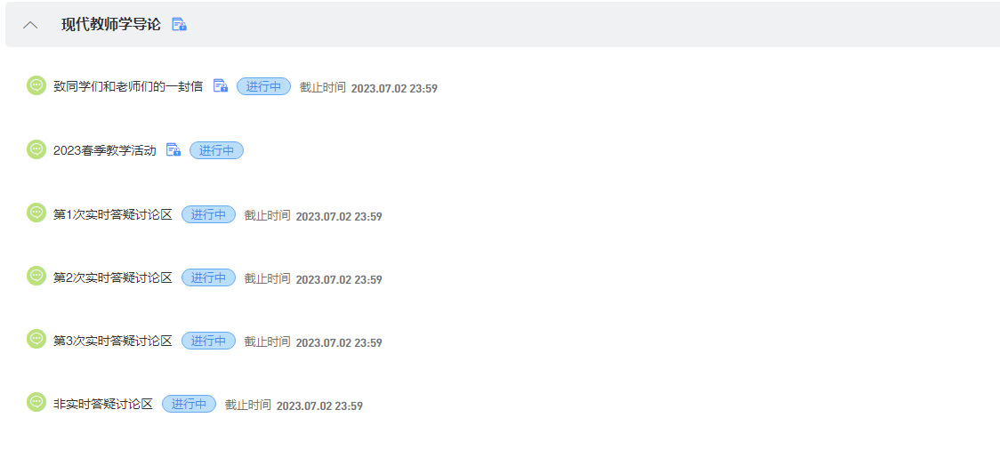 现代教师学导论
致同学们和老师们的一封信 进行中 截止时间 2023.07.02 23:59
2023春季教学活动 进行中
第1次实时答疑讨论区 进行中 截止时间 2023.07.02 23:59
第2次实时答疑讨论区 进行中 截止时间 2023.07.02 23:59
第3次实时答疑讨论区 进行中 截止时间 2023.07.02 23:59
非实时答疑讨论区 进行中 截止时间 2023.07.02 23:59